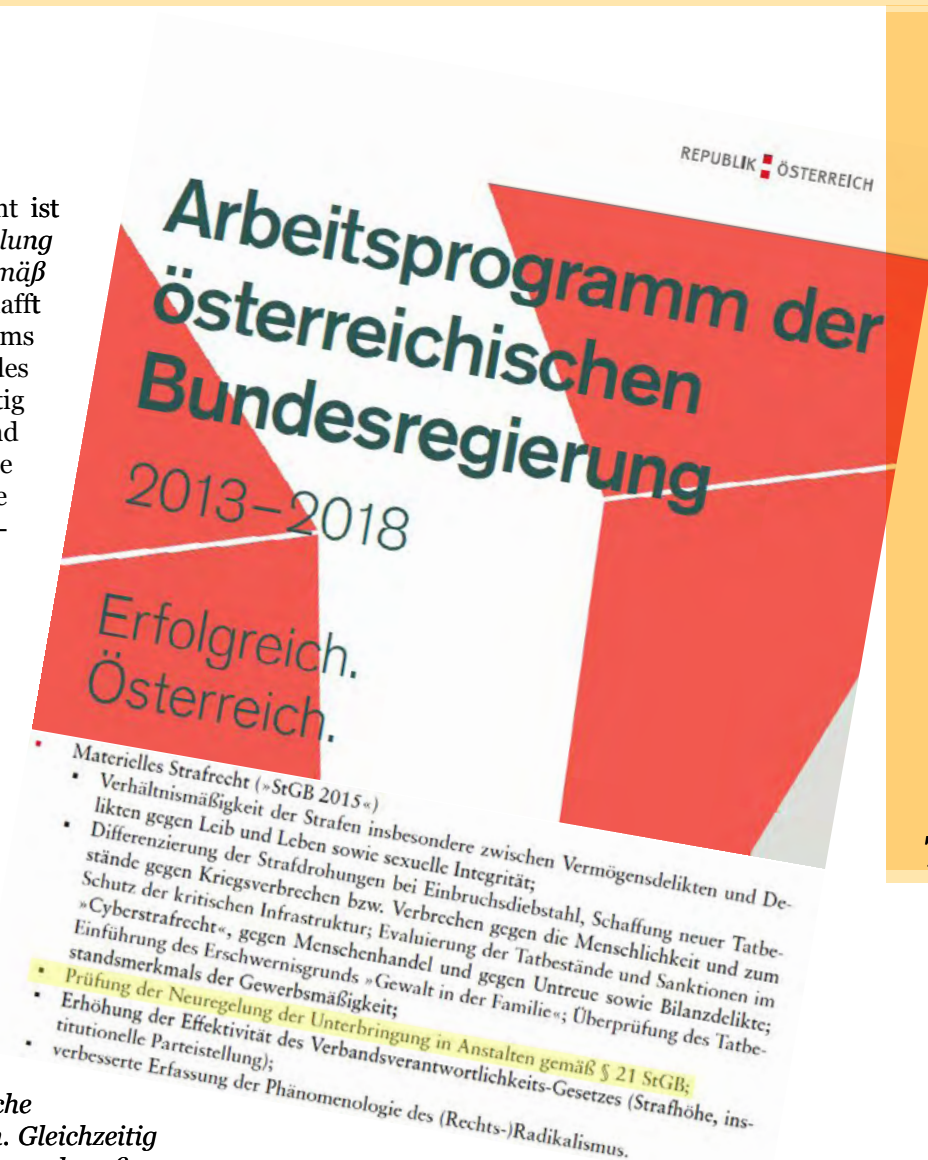 nt ist
lung
mäß
afft
ms
les
tig
nd
e
e
-
REPUBLIK ÖSTERREICH
Arbeitsprogramm der
österreichischen
Bundesregierung
2013–2018
Erfolgreich.
Österreich.
▪ Materielles Strafrecht (»StGB 2015«)
▪ Verhältnismäßigkeit der Strafen insbesondere zwischen Vermögensdelikten und De-
likten gegen Leib und Leben sowie sexuelle Integrität;
▪ Differenzierung der Strafdrohungen bei Einbruchsdiebstahl, Schaffung neuer Tatbe-
stände gegen Kriegsverbrechen bzw. Verbrechen gegen die Menschlichkeit und zum
Schutz der kritischen Infrastruktur; Evaluierung der Tatbestände und Sanktionen im
»Cyberstrafrecht«, gegen Menschenhandel und gegen Untreue sowie Bilanzdelikte;
Einführung des Erschwernisgrunds »Gewalt in der Familie«; Überprüfung des Tatbe-
standsmerkmals der Gewerbsmäßigkeit;
▪ Prüfung der Neuregelung der Unterbringung in Anstalten gemäß § 21 StGB;
▪ Erhöhung der Effektivität des Verbandsverantwortlichkeits-Gesetzes (Strafhöhe, ins-
titutionelle Parteistellung);
▪ verbesserte Erfassung der Phänomenologie des (Rechts-)Radikalismus.
che
n. Gleichzeitig